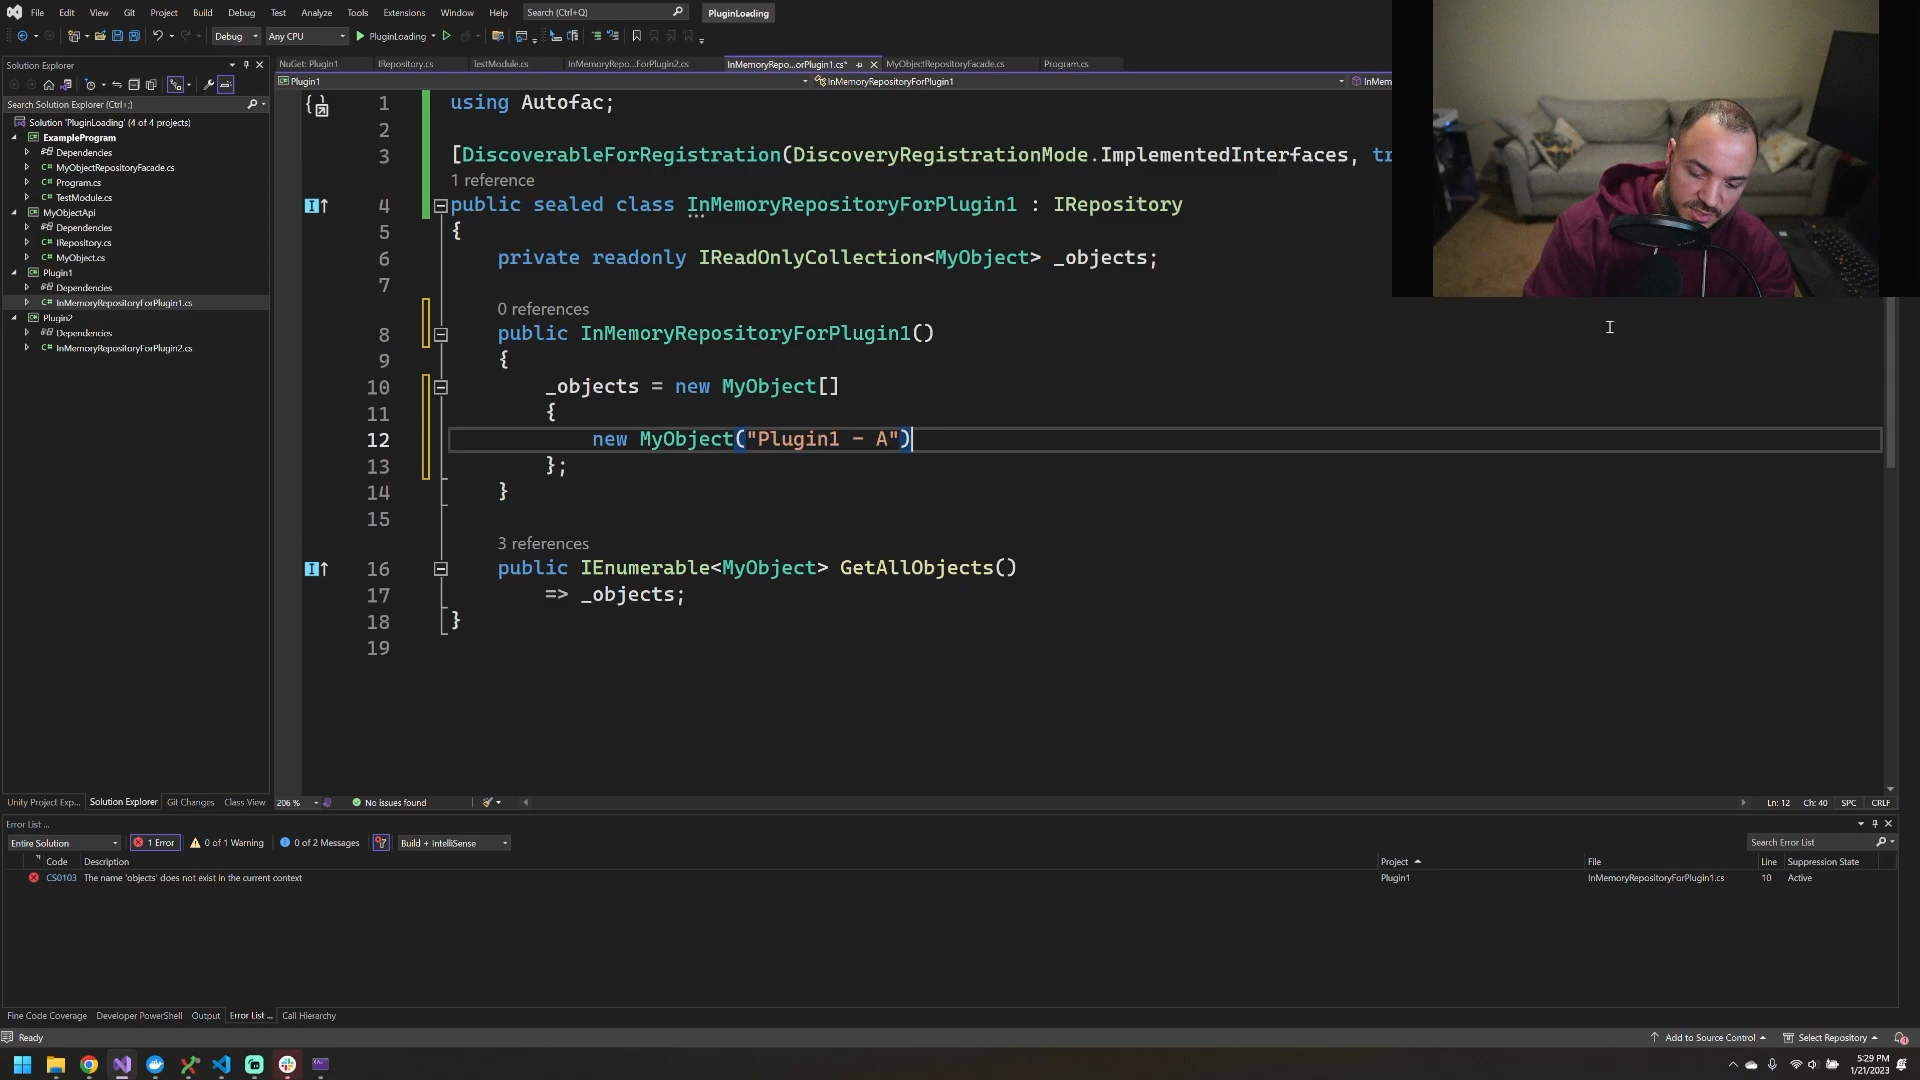 File Edit View Git Project Build Debug Test Analyze Tools Extensions Window Help Search (Ctrl+Q) PluginLoading
Debug Any CPU PluginLoading
Solution Explorer
Search Solution Explorer (Ctrl+;)
Solution 'PluginLoading' (4 of 4 projects)
ExampleProgram
Dependencies
MyObjectRepositoryFacade.cs
Program.cs
TestModule.cs
MyObjectApi
Dependencies
IRepository.cs
MyObject.cs
Plugin1
Dependencies
InMemoryRepositoryForPlugin1.cs
Plugin2
Dependencies
InMemoryRepositoryForPlugin2.cs
Unity Project Exp... Solution Explorer Git Changes Class View
NuGet: Plugin1 IRepository.cs TestModule.cs InMemoryRepo...ForPlugin2.cs InMemoryRepo...orPlugin1.cs* MyObjectRepositoryFacade.cs Program.cs
Plugin1 InMemoryRepositoryForPlugin1 InMem
1 using Autofac;
2
3 [DiscoverableForRegistration(DiscoveryRegistrationMode.ImplementedInterfaces, tr
1 reference
4 public sealed class InMemoryRepositoryForPlugin1 : IRepository
5 {
6 private readonly IReadOnlyCollection<MyObject> _objects;
7
0 references
8 public InMemoryRepositoryForPlugin1()
9 {
10 _objects = new MyObject[]
11 {
12 new MyObject("Plugin1 - A")
13 };
14 }
15
3 references
16 public IEnumerable<MyObject> GetAllObjects()
17 => _objects;
18 }
19
206 % No issues found Ln: 12 Ch: 40 SPC CRLF
Error List ...
Entire Solution 1 Error 0 of 1 Warning 0 of 2 Messages Build + IntelliSense Search Error List
Code Description Project File Line Suppression State
CS0103 The name 'objects' does not exist in the current context Plugin1 InMemoryRepositoryForPlugin1.cs 10 Active
Fine Code Coverage Developer PowerShell Output Error List ... Call Hierarchy
Ready Add to Source Control Select Repository
5:29 PM
1/21/2023